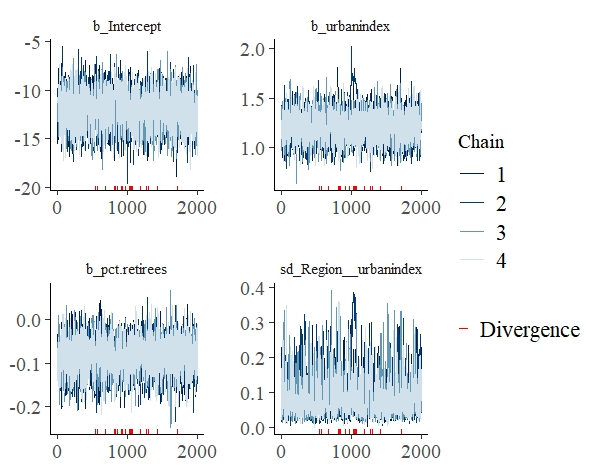 b_Intercept
-5
-10
-15
-20
0 1000 2000
b_urbanindex
2.0
1.5
1.0
0 1000 2000
b_pct.retirees
0.0
-0.1
-0.2
0 1000 2000
sd_Region__urbanindex
0.4
0.3
0.2
0.1
0.0
0 1000 2000
Chain
1
2
3
4
Divergence